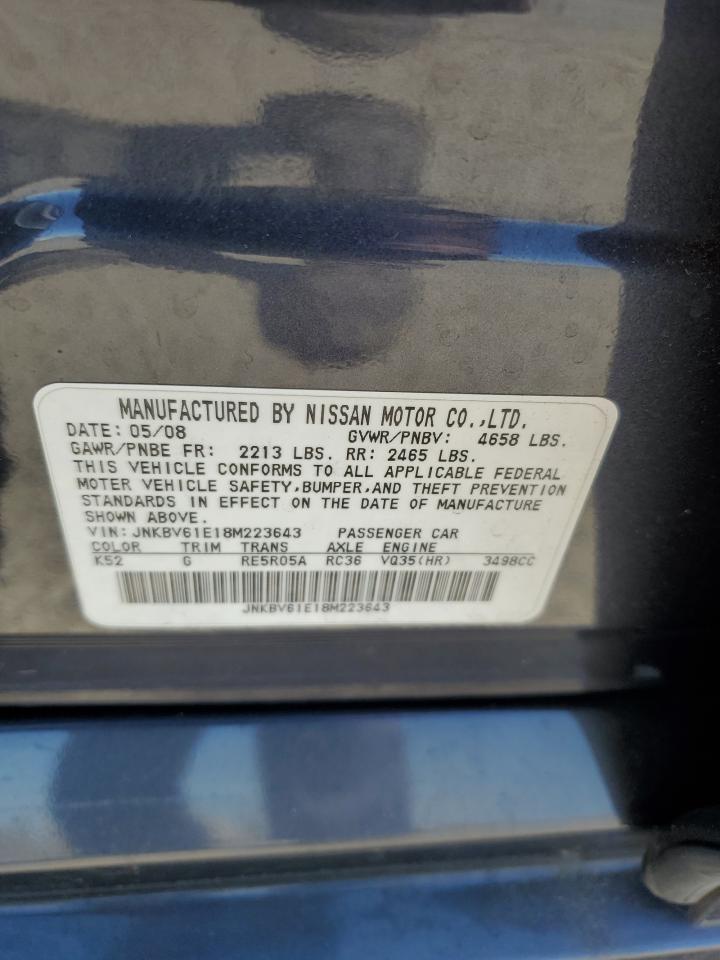 MANUFACTURED BY NISSAN MOTOR CO.,LTD.
DATE: 05/08 GVWR/PNBV: 4658 LBS.
GAWR/PNBE FR: 2213 LBS. RR: 2465 LBS.
THIS VEHICLE CONFORMS TO ALL APPLICABLE FEDERAL
MOTOR VEHICLE SAFETY,BUMPER,AND THEFT PREVENTION
STANDARDS IN EFFECT ON THE DATE OF MANUFACTURE
SHOWN ABOVE.
VIN: JNKBV61E18M223643 PASSENGER CAR
COLOR TRIM TRANS AXLE ENGINE
K52 G RE5R05A RC36 VQ35(HR) 3498CC
JNKBV61E18M223643